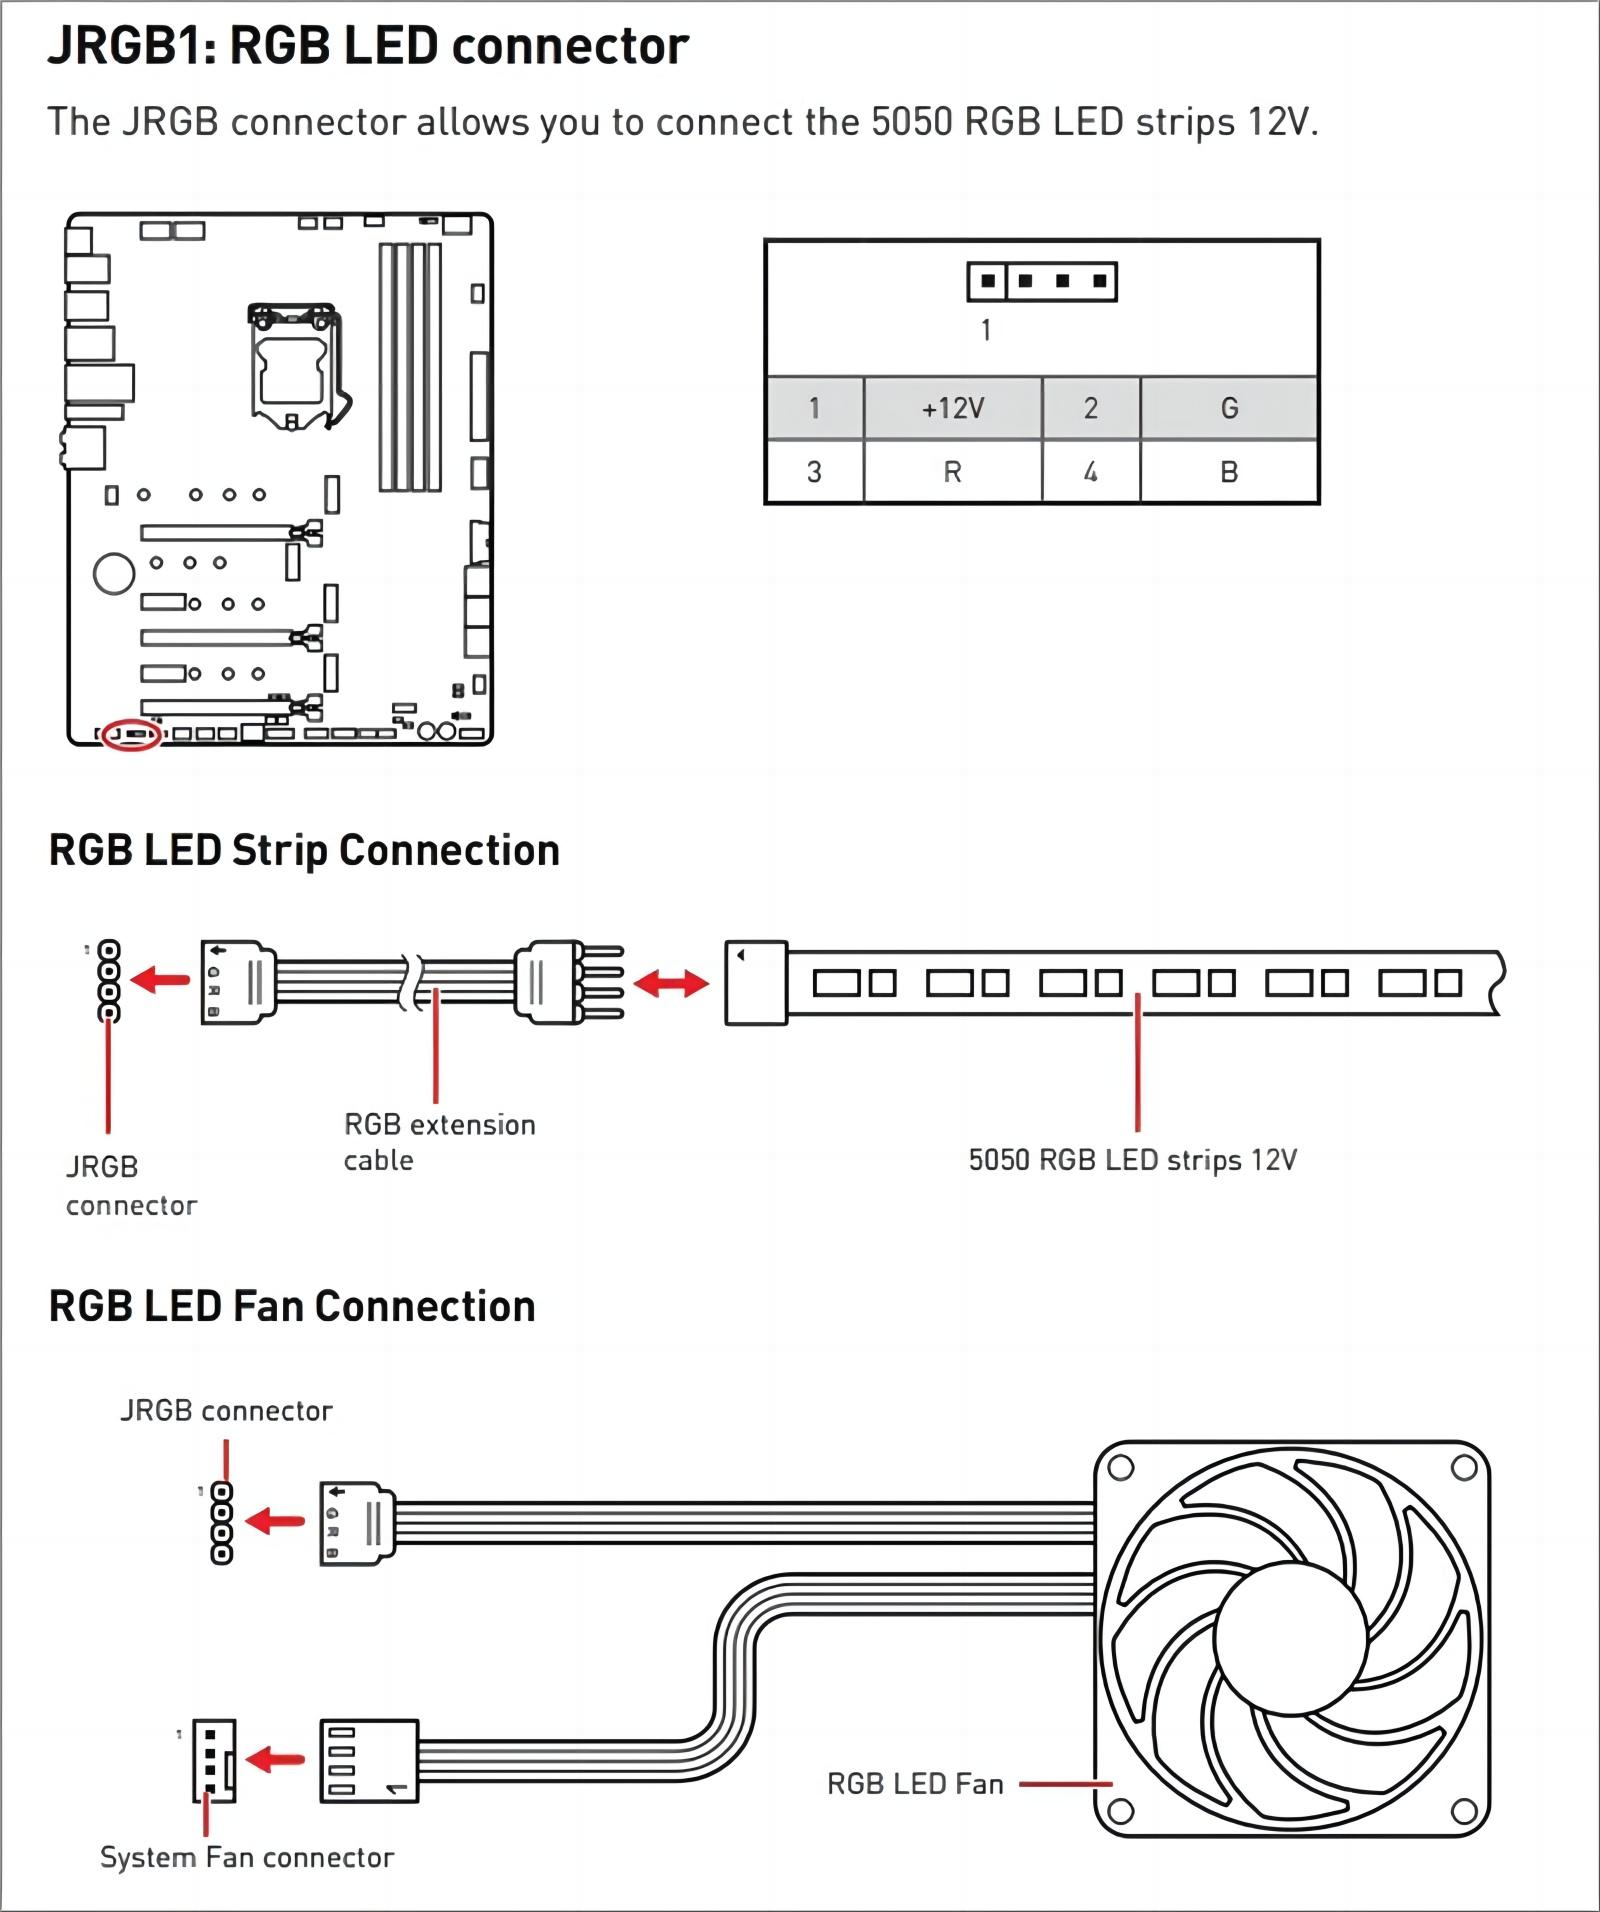 JRGB1: RGB LED connector
The JRGB connector allows you to connect the 5050 RGB LED strips 12V.
1
1 +12V 2 G
3 R 4 B
RGB LED Strip Connection
1
G
R
B
RGB extension
cable
JRGB
connector
5050 RGB LED strips 12V
RGB LED Fan Connection
JRGB connector
1
G
R
B
1
1
RGB LED Fan
System Fan connector